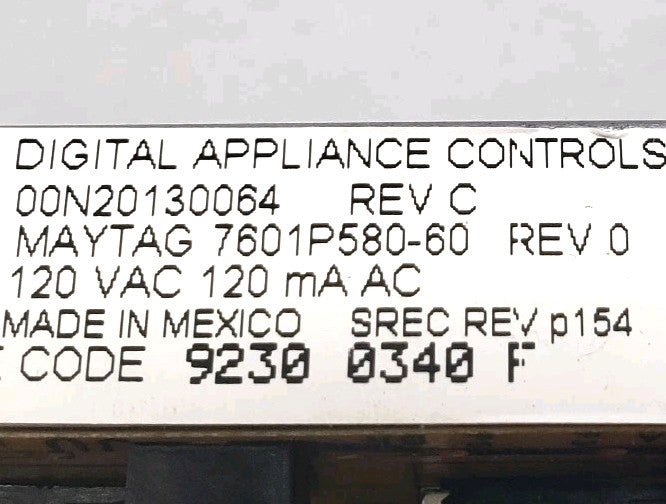 DIGITAL APPLIANCE CONTROLS
00N20130064 REV C
MAYTAG 7601P580-60 REV 0
120 VAC 120 mA AC
MADE IN MEXICO SREC REV p154
CODE 9230 0340 F